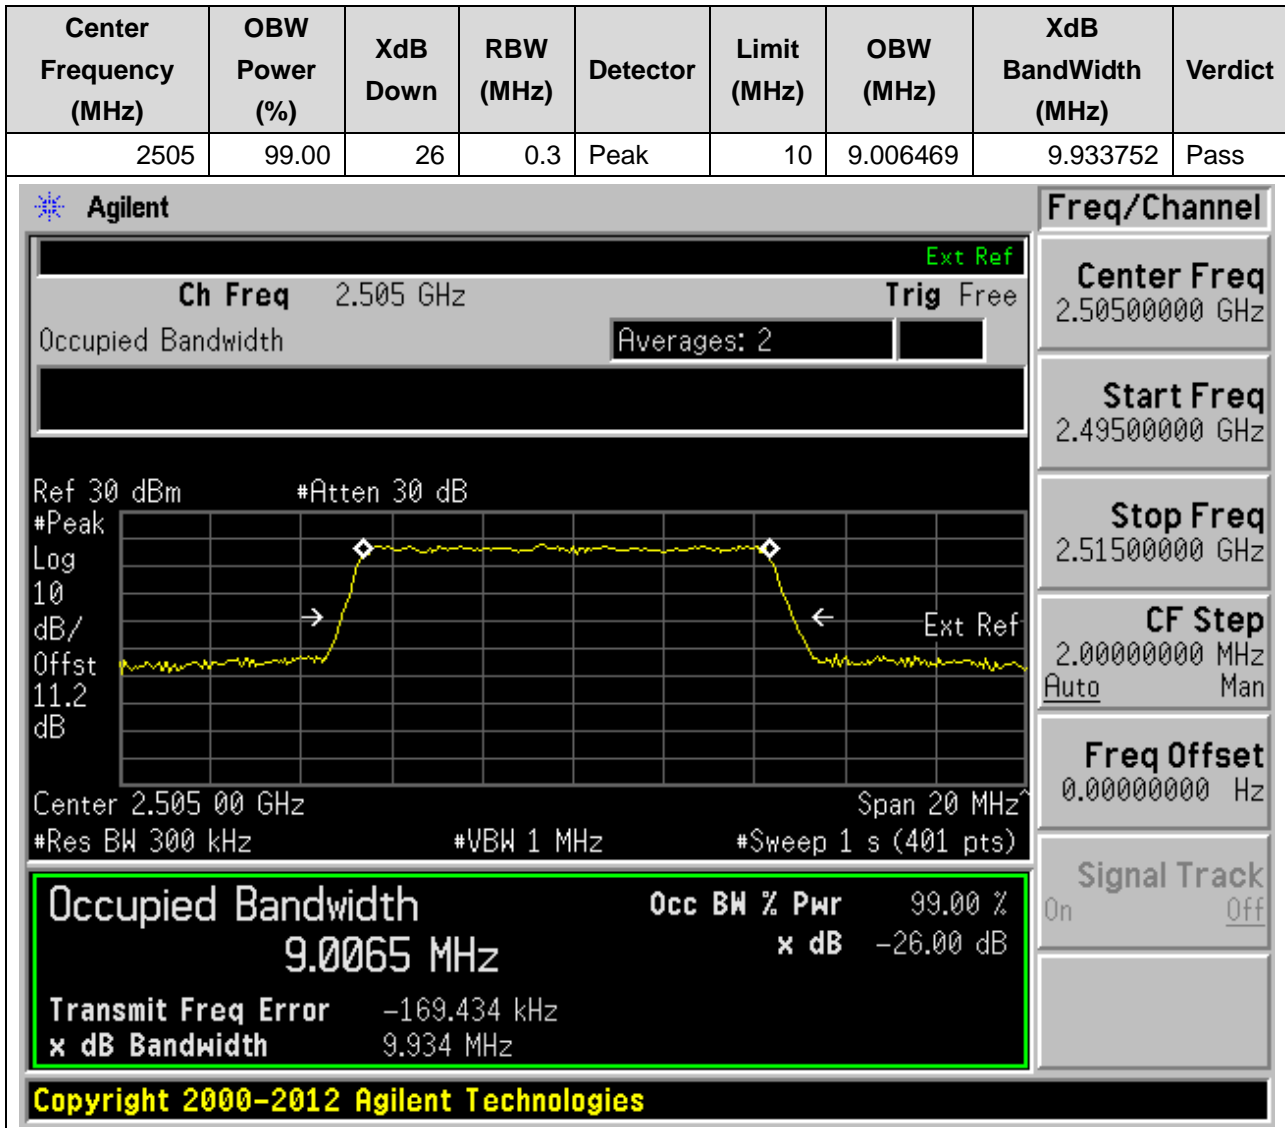 Center Frequency (MHz) OBW Power (%) XdB Down RBW (MHz) Detector Limit (MHz) OBW (MHz) XdB BandWidth (MHz) Verdict
2505 99.00 26 0.3 Peak 10 9.006469 9.933752 Pass
Agilent
Ext Ref
Ch Freq 2.505 GHz Trig Free
Occupied Bandwidth Averages: 2
Ref 30 dBm #Atten 30 dB
#Peak
Log
10
dB/
Offst
11.2
dB
Ext Ref
Center 2.505 00 GHz Span 20 MHz^
#Res BW 300 kHz #VBW 1 MHz #Sweep 1 s (401 pts)
Occupied Bandwidth Occ BW % Pwr 99.00 %
9.0065 MHz x dB -26.00 dB
Transmit Freq Error -169.434 kHz
x dB Bandwidth 9.934 MHz
Copyright 2000-2012 Agilent Technologies
Freq/Channel
Center Freq
2.50500000 GHz
Start Freq
2.49500000 GHz
Stop Freq
2.51500000 GHz
CF Step
2.00000000 MHz
Auto Man
Freq Offset
0.00000000 Hz
Signal Track
On Off